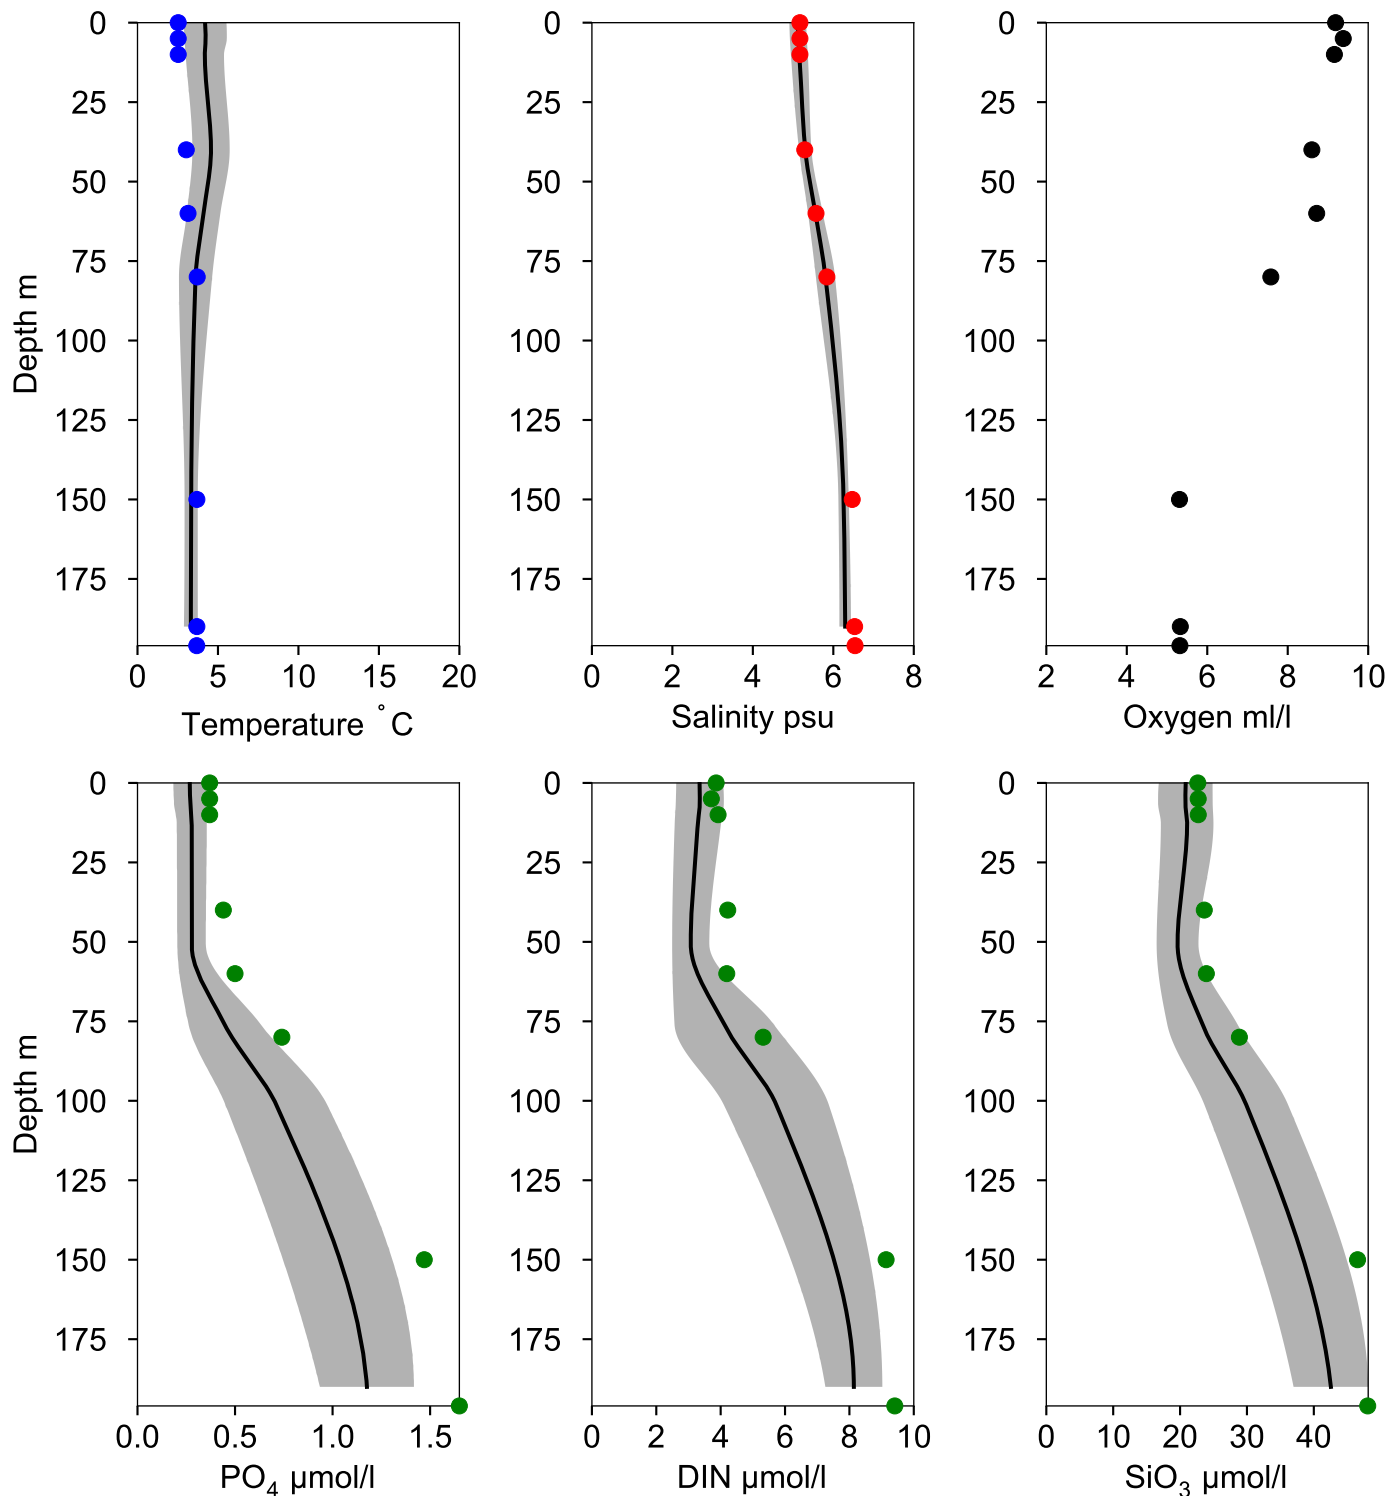 0 0 0
25 25 25
50 50 50
75 75 75
100 100 100
125 125 125
150 150 150
175 175 175
Depth m
0 5 10 15 20 0 2 4 6 8 2 4 6 8 10
Temperature °C Salinity psu Oxygen ml/l
0 0 0
25 25 25
50 50 50
75 75 75
100 100 100
125 125 125
150 150 150
175 175 175
Depth m
0.0 0.5 1.0 1.5 0 2 4 6 8 10 0 10 20 30 40
PO₄ µmol/l DIN µmol/l SiO₃ µmol/l